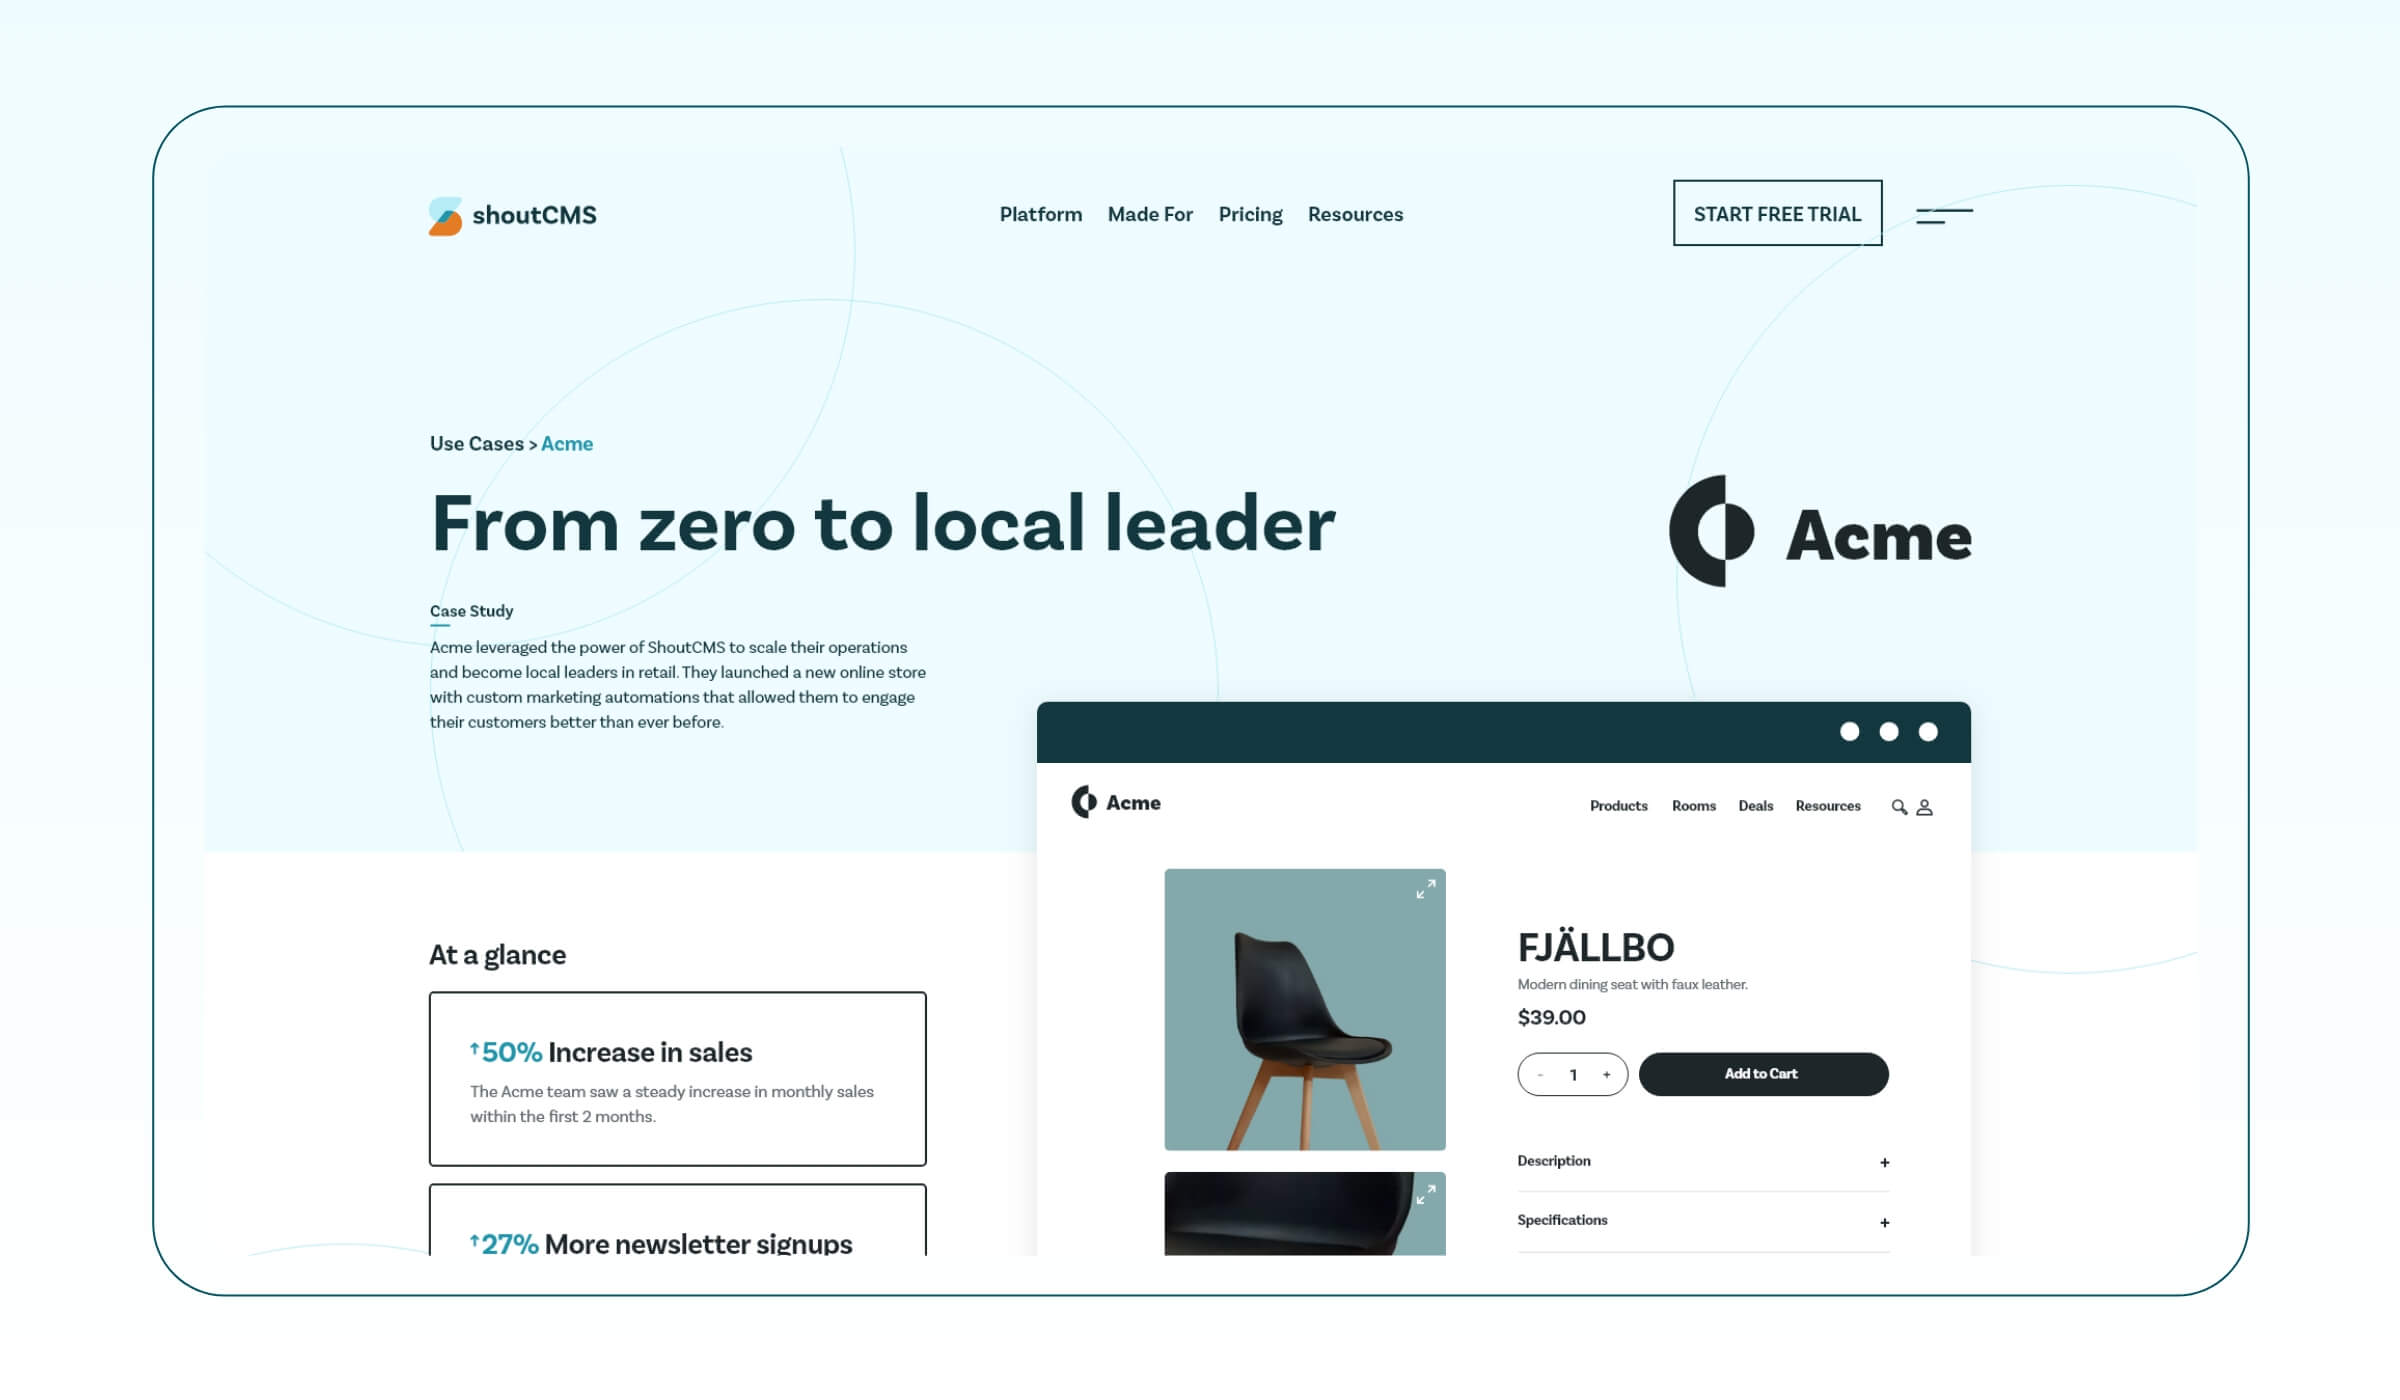 shoutCMS
Platform Made For Pricing Resources
START FREE TRIAL
Use Cases > Acme
From zero to local leader
Acme
Case Study
Acme leveraged the power of ShoutCMS to scale their operations
and become local leaders in retail. They launched a new online store
with custom marketing automations that allowed them to engage
their customers better than ever before.
At a glance
↑50% Increase in sales
The Acme team saw a steady increase in monthly sales
within the first 2 months.
↑27% More newsletter signups
Acme
Products Rooms Deals Resources
FJÄLLBO
Modern dining seat with faux leather.
$39.00
- 1 +
Add to Cart
Description +
Specifications +